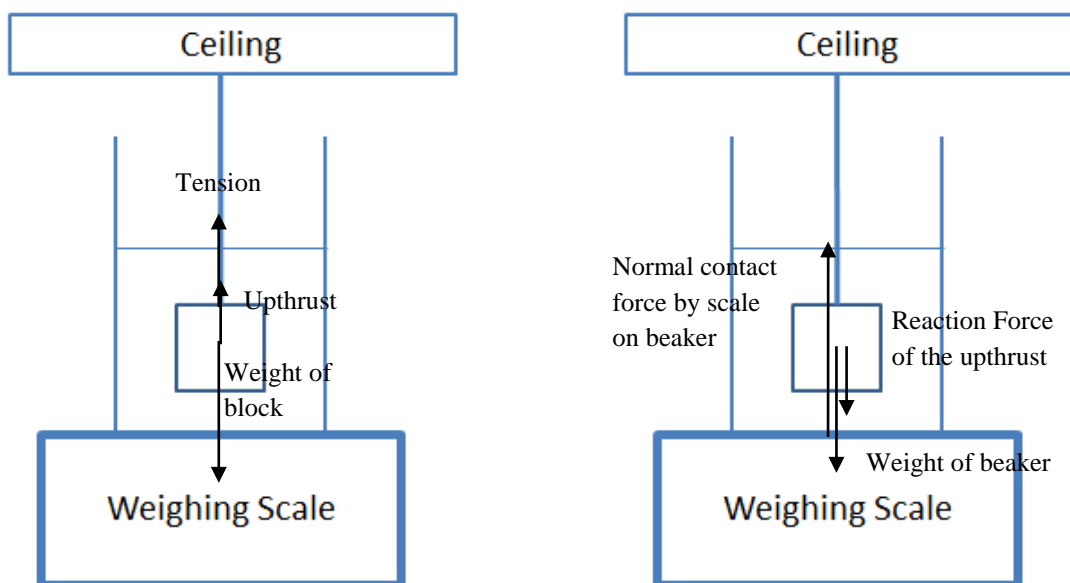 Ceiling
Tension
Upthrust
Weight of
block
Weighing Scale
Ceiling
Normal contact
force by scale
on beaker
Reaction Force
of the upthrust
Weight of beaker
Weighing Scale